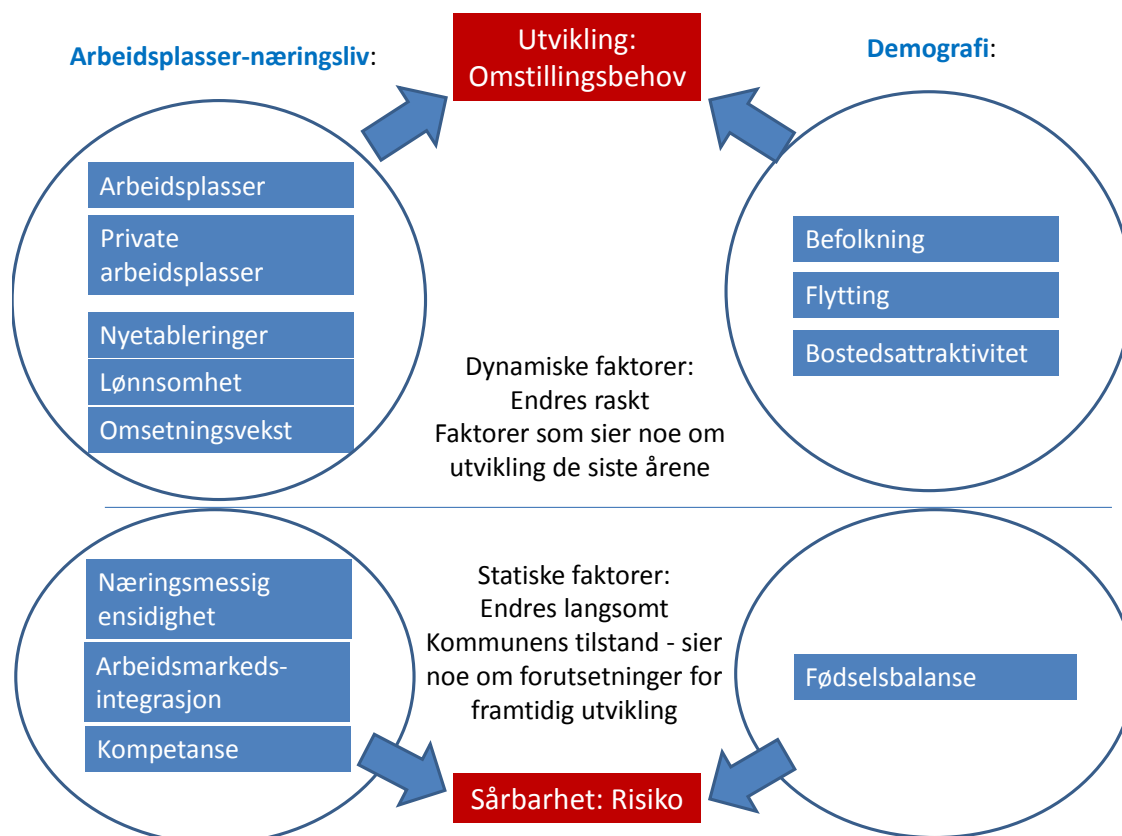 Arbeidsplasser-næringsliv:
Utvikling:
Omstillingsbehov
Demografi:
Arbeidsplasser
Private
arbeidsplasser
Nyetableringer
Lønnsomhet
Omsetningsvekst
Befolkning
Flytting
Bostedsattraktivitet
Dynamiske faktorer:
Endres raskt
Faktorer som sier noe om
utvikling de siste årene
Næringsmessig
ensidighet
Arbeidsmarkeds-
integrasjon
Kompetanse
Statiske faktorer:
Endres langsomt
Kommunens tilstand - sier
noe om forutsetninger for
framtidig utvikling
Fødselsbalanse
Sårbarhet: Risiko